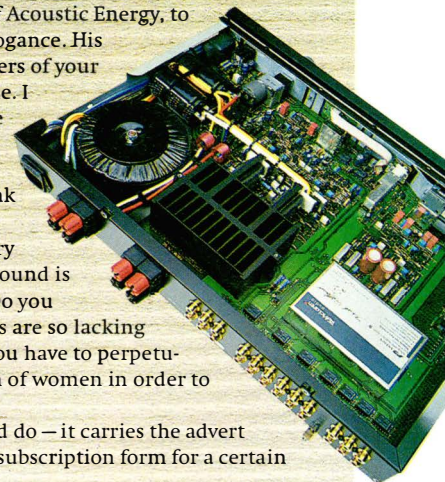 f Acoustic Energy, to
ogance. His
ers of your
e. I
e
nk
ry
ound is
o you
s are so lacking
ou have to perpetu-
n of women in order to
d do – it carries the advert
subscription form for a certain